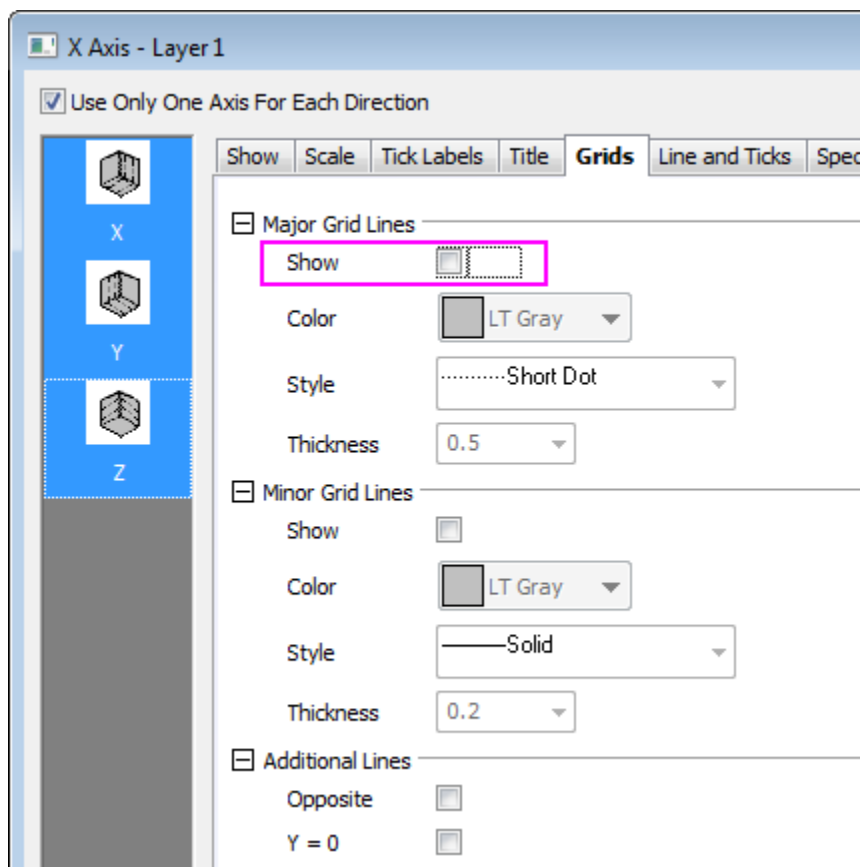 X Axis - Layer 1
Use Only One Axis For Each Direction
X
Y
Z
Show Scale Tick Labels Title Grids Line and Ticks Spec
Major Grid Lines
Show
Color LT Gray
Style Short Dot
Thickness 0.5
Minor Grid Lines
Show
Color LT Gray
Style Solid
Thickness 0.2
Additional Lines
Opposite
Y = 0